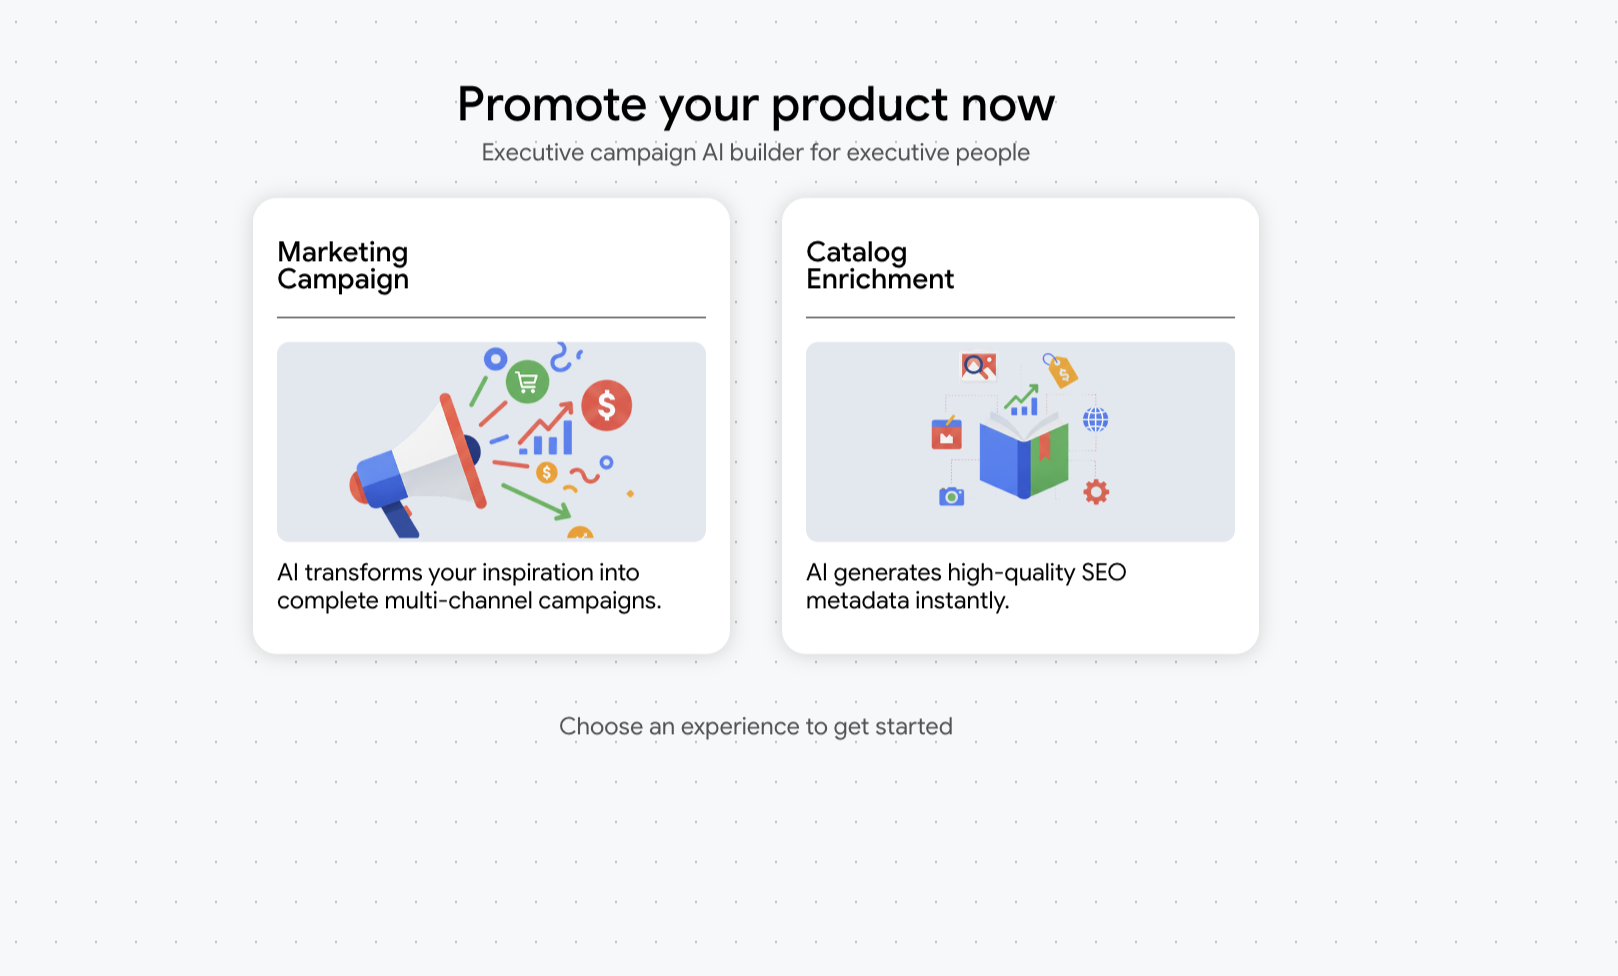 Promote your product now
Executive campaign AI builder for executive people
Marketing
Campaign
$
$
AI transforms your inspiration into
complete multi-channel campaigns.
Catalog
Enrichment
$
AI generates high-quality SEO
metadata instantly.
Choose an experience to get started